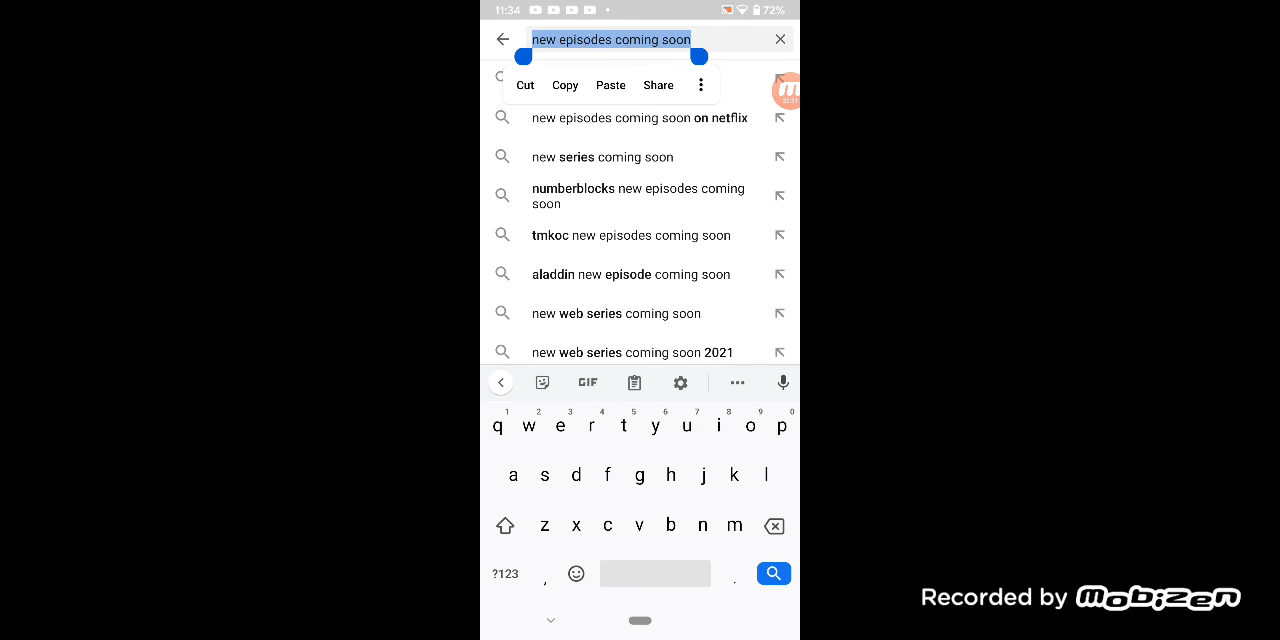 11:34
72%
new episodes coming soon
Cut Copy Paste Share
new episodes coming soon on netflix
new series coming soon
numberblocks new episodes coming
soon
tmkoc new episodes coming soon
aladdin new episode coming soon
new web series coming soon
new web series coming soon 2021
GIF
1 2 3 4 5 6 7 8 9 0
q w e r t y u i o p
a s d f g h j k l
z x c v b n m
?123 , .
Recorded by mobizen